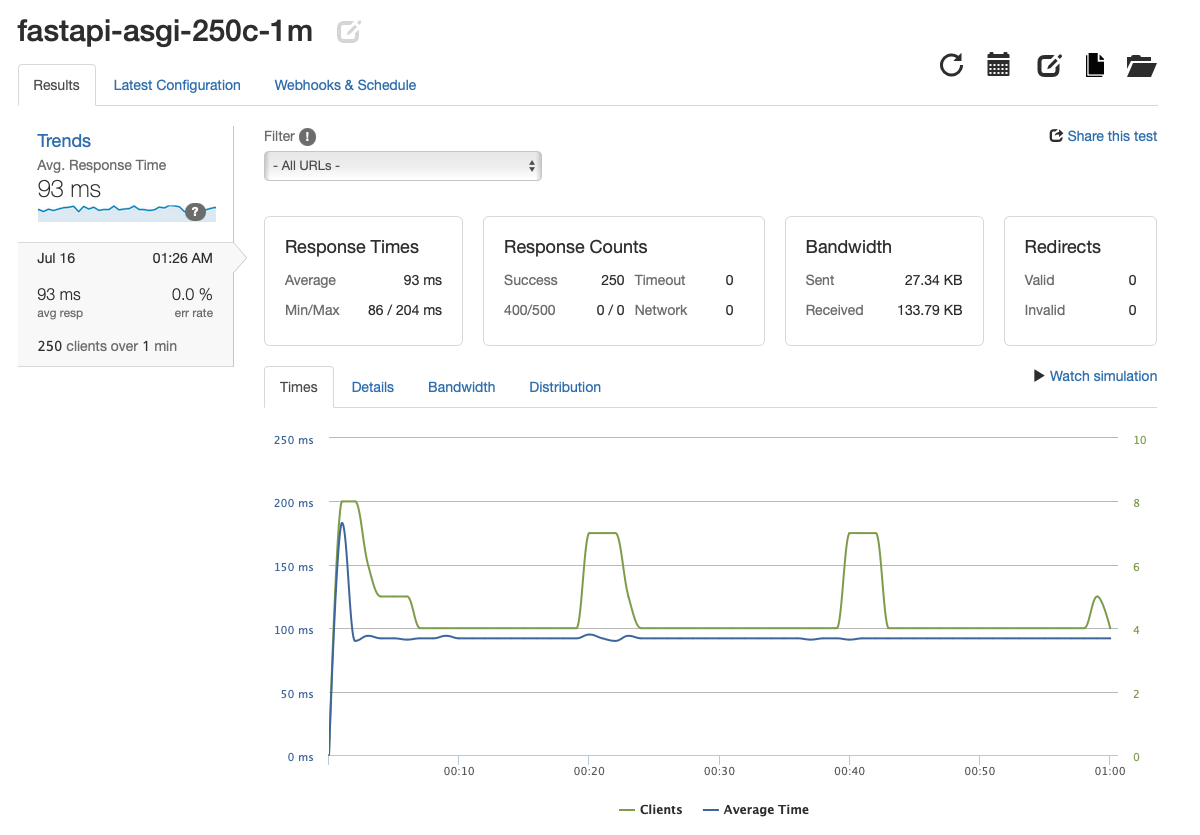 fastapi-asgi-250c-1m
Results Latest Configuration Webhooks & Schedule
Trends
Avg. Response Time
93 ms
?
Jul 16 01:26 AM
93 ms 0.0 %
avg resp err rate
250 clients over 1 min
Filter !
- All URLs -
Share this test
Response Times
Average 93 ms
Min/Max 86 / 204 ms
Response Counts
Success 250 Timeout 0
400/500 0 / 0 Network 0
Bandwidth
Sent 27.34 KB
Received 133.79 KB
Redirects
Valid 0
Invalid 0
Times Details Bandwidth Distribution
Watch simulation
250 ms 10
200 ms 8
150 ms 6
100 ms 4
50 ms 2
0 ms 0
00:10 00:20 00:30 00:40 00:50 01:00
Clients Average Time